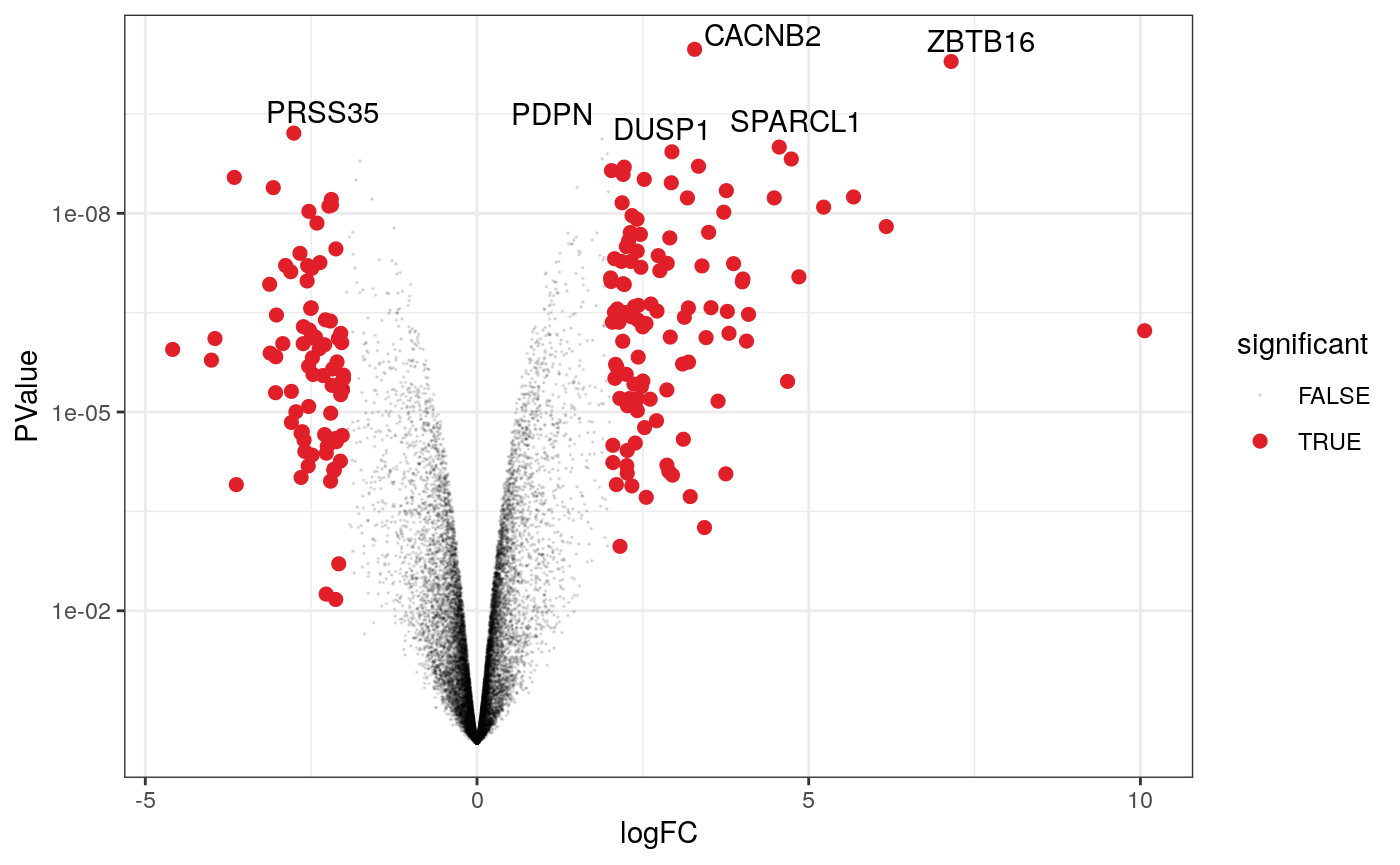 CACNB2
ZBTB16
PRSS35
PDPN
DUSP1
SPARCL1
1e-08
1e-05
1e-02
PValue
-5
0
5
10
logFC
significant
FALSE
TRUE